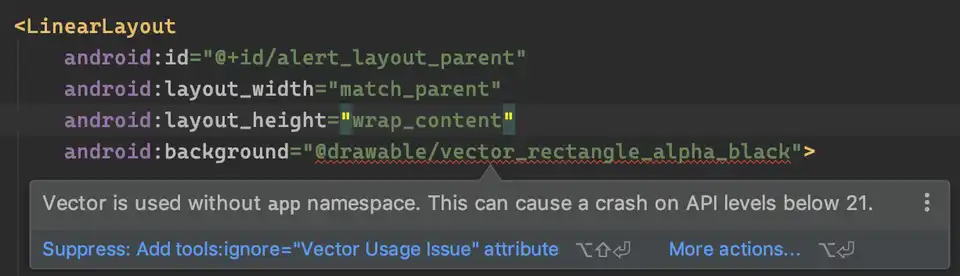 <LinearLayout
android:id="@+id/alert_layout_parent"
android:layout_width="match_parent"
android:layout_height="wrap_content"
android:background="@drawable/vector_rectangle_alpha_black">
Vector is used without app namespace. This can cause a crash on API levels below 21.
Suppress: Add tools:ignore="Vector Usage Issue" attribute ⌥⇧⏎ More actions... ⌥⏎